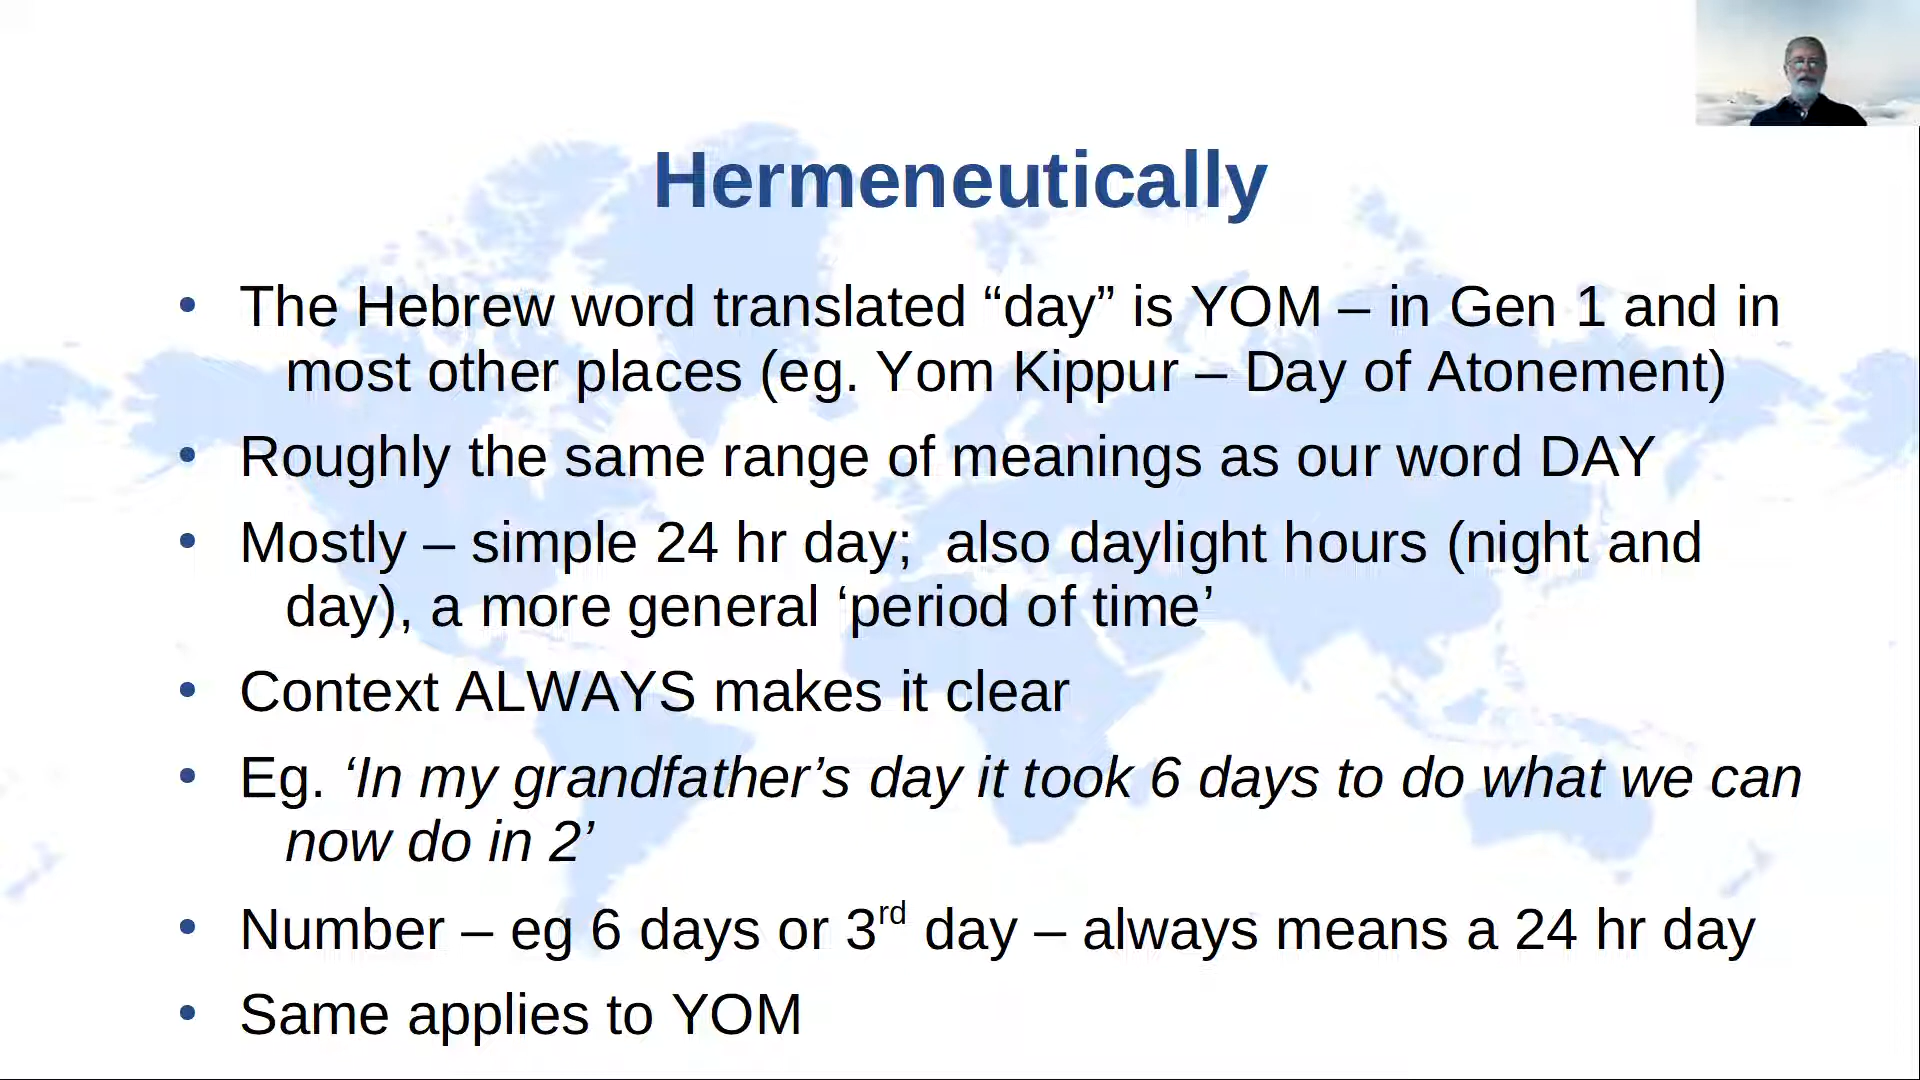 Hermeneutically
• The Hebrew word translated “day” is YOM – in Gen 1 and in
most other places (eg. Yom Kippur – Day of Atonement)
• Roughly the same range of meanings as our word DAY
• Mostly – simple 24 hr day;  also daylight hours (night and
day), a more general ‘period of time’
• Context ALWAYS makes it clear
• Eg. ‘In my grandfather’s day it took 6 days to do what we can
now do in 2’
• Number – eg 6 days or 3rd day – always means a 24 hr day
• Same applies to YOM